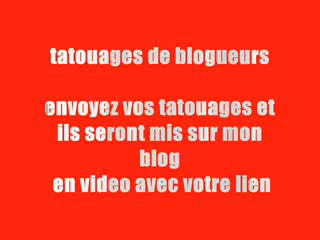 tatouages de blogueurs
envoyez vos tatouages et
ils seront mis sur mon
blog
en video avec votre lien